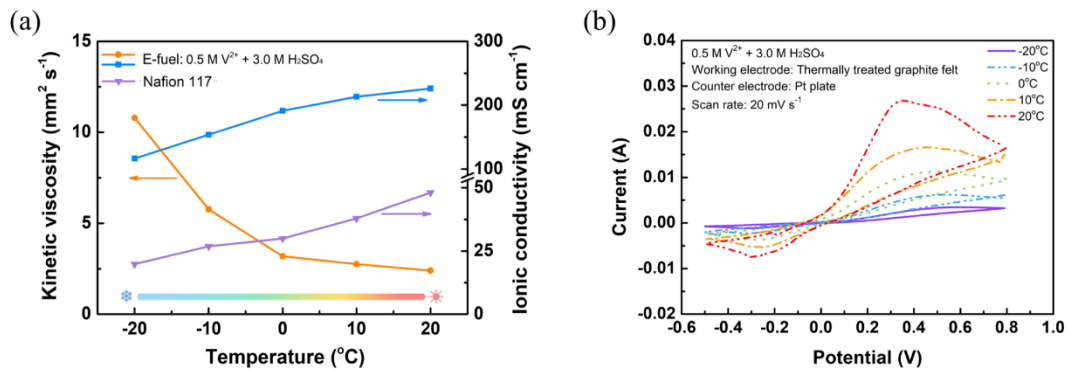 (a)
Kinetic viscosity (mm² s⁻¹)
15
10
5
0
E-fuel: 0.5 M V²⁺ + 3.0 M H₂SO₄
Nafion 117
300
200
100
50
25
0
Ionic conductivity (mS cm⁻¹)
-20
-10
0
10
20
Temperature (°C)
(b)
Current (A)
0.04
0.03
0.02
0.01
0.00
-0.01
-0.02
0.5 M V²⁺ + 3.0 M H₂SO₄
Working electrode: Thermally treated graphite felt
Counter electrode: Pt plate
Scan rate: 20 mV s⁻¹
-20°C
-10°C
0°C
10°C
20°C
-0.6
-0.4
-0.2
0.0
0.2
0.4
0.6
0.8
1.0
Potential (V)